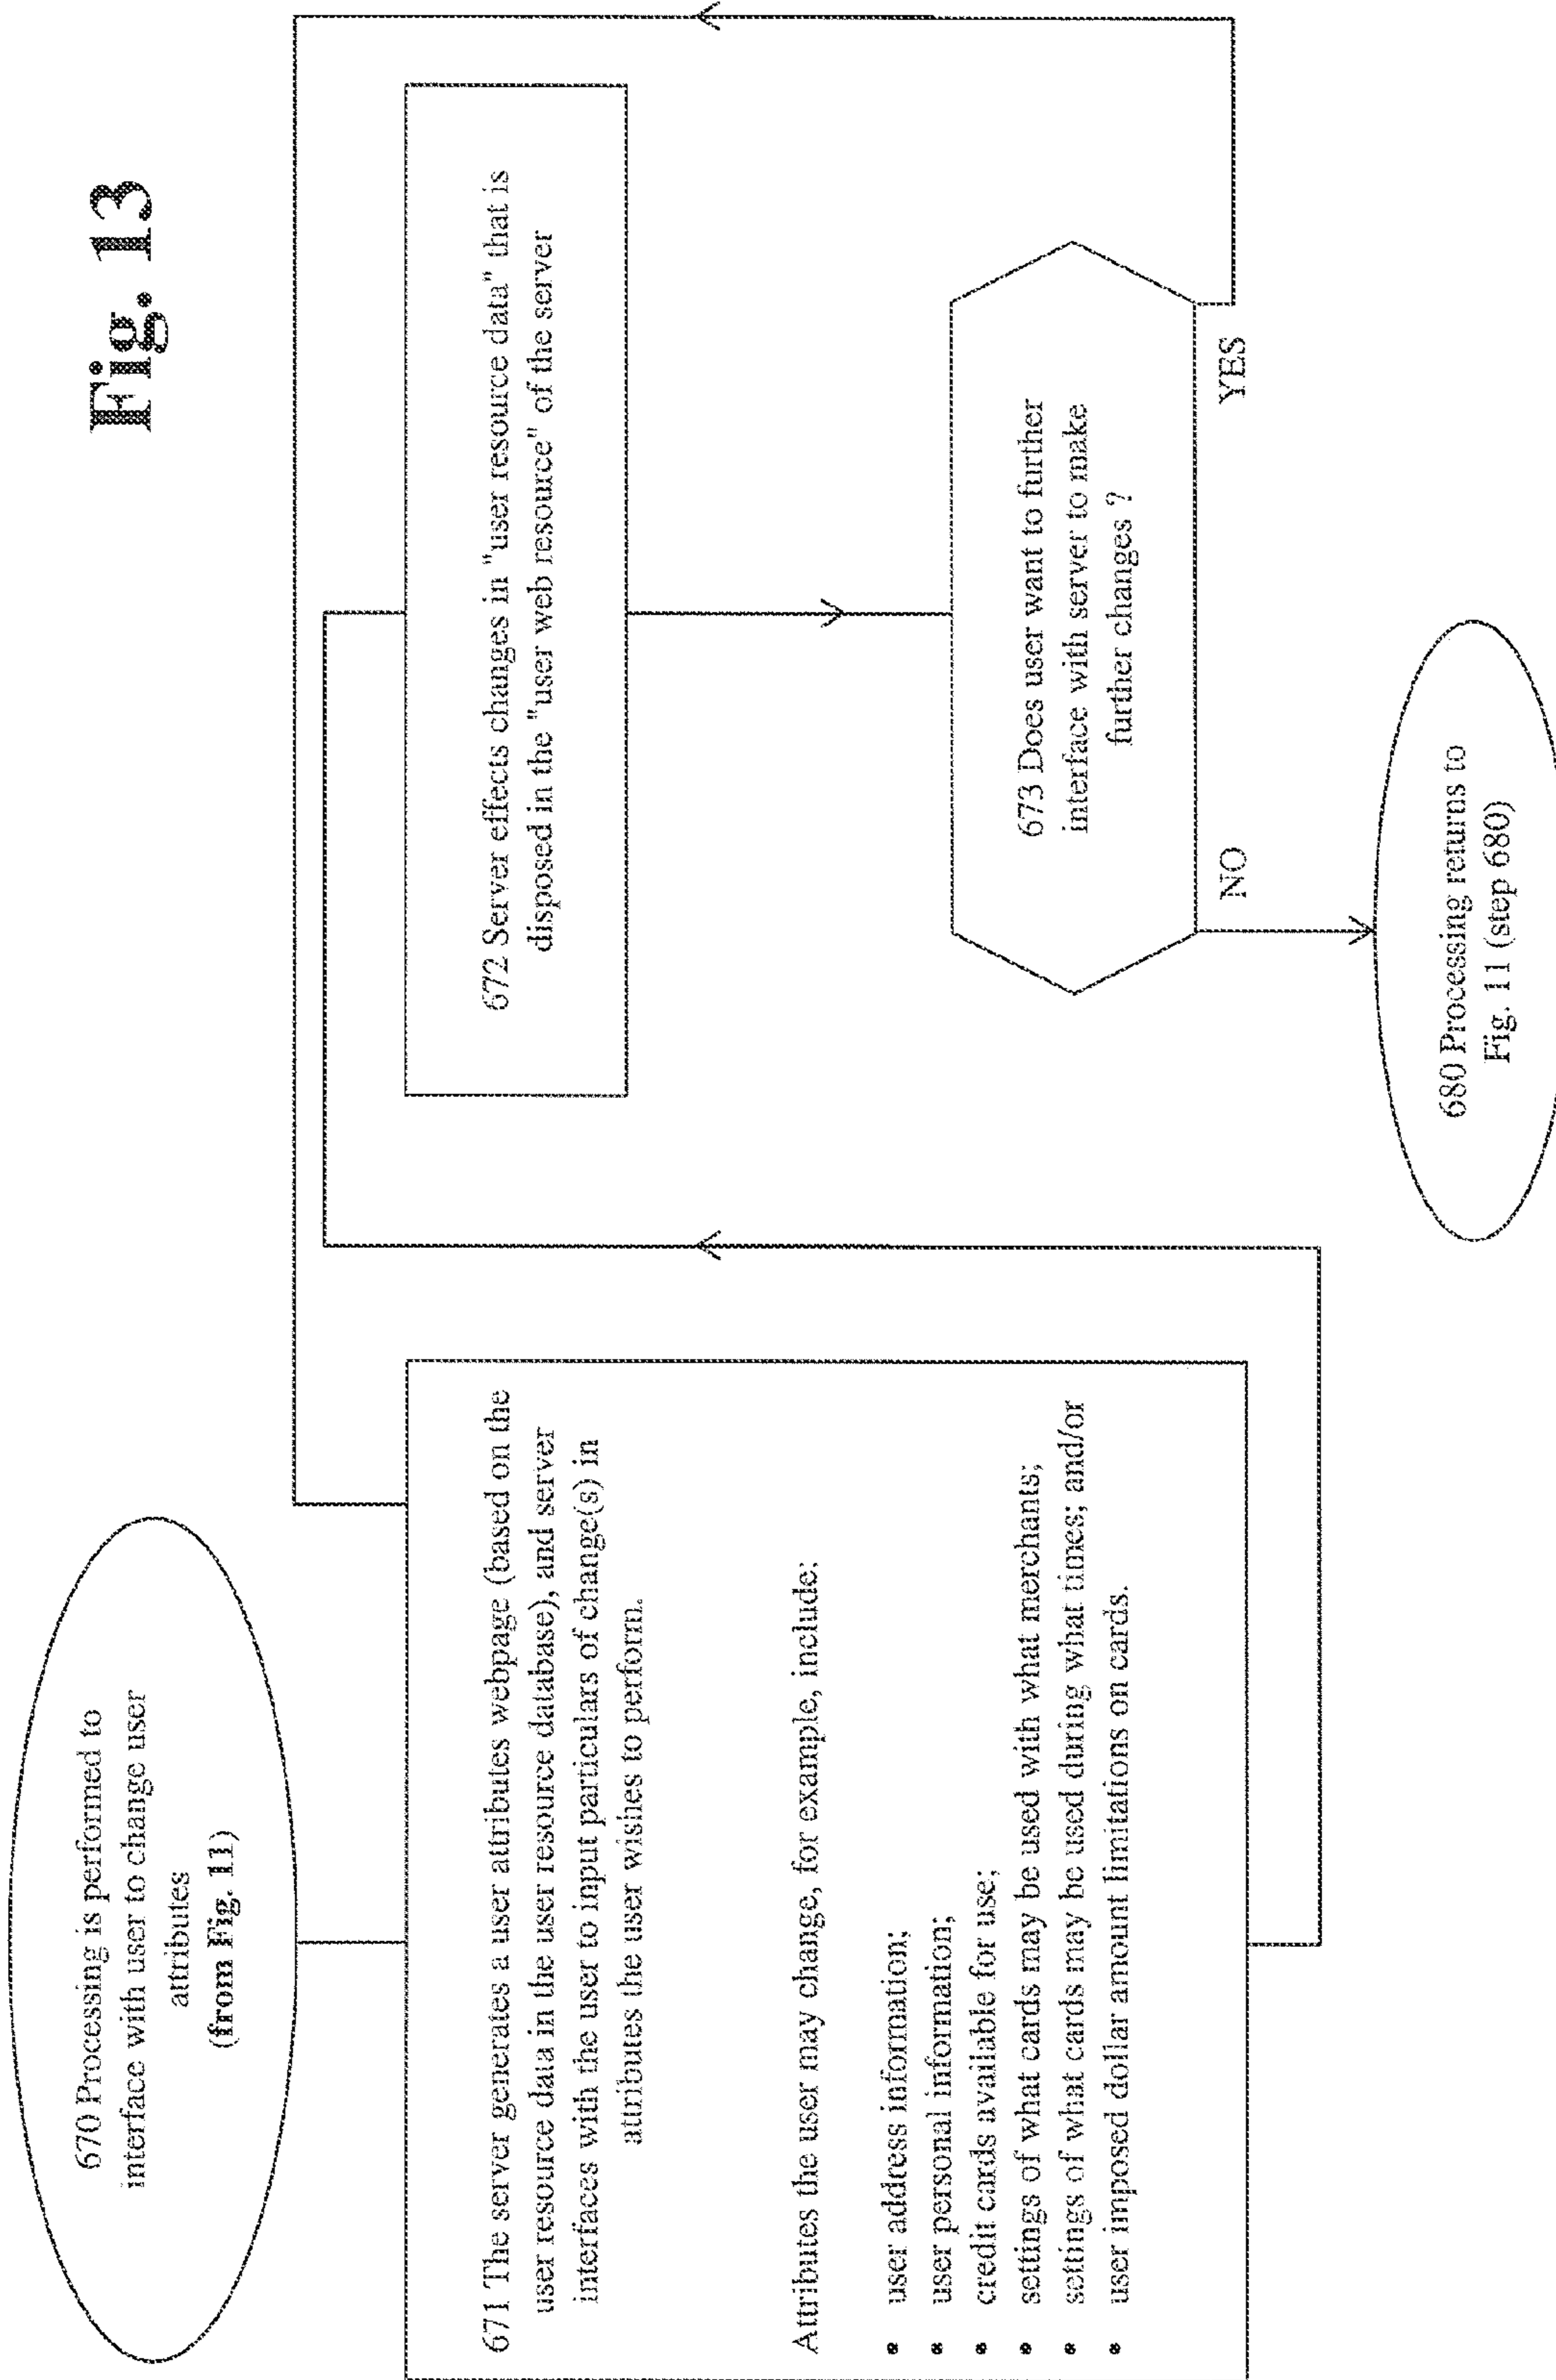 Fig. 13
670 Processing is performed to
interface with user to change user
attributes
(from Fig. 11)
671 The server generates a user attributes webpage (based on the
user resource data in the user resource database), and server
interfaces with the user to input particulars of change(s) in
attributes the user wishes to perform.
Attributes the user may change, for example, include:
• user address information;
• user personal information;
• credit cards available for use;
• settings of what cards may be used with what merchants;
• settings of what cards may be used during what times; and/or
• user imposed dollar amount limitations on cards.
672 Server effects changes in "user resource data" that is
disposed in the "user web resource" of the server
673 Does user want to further
interface with server to make
further changes ?
NO
YES
680 Processing returns to
Fig. 11 (step 680)